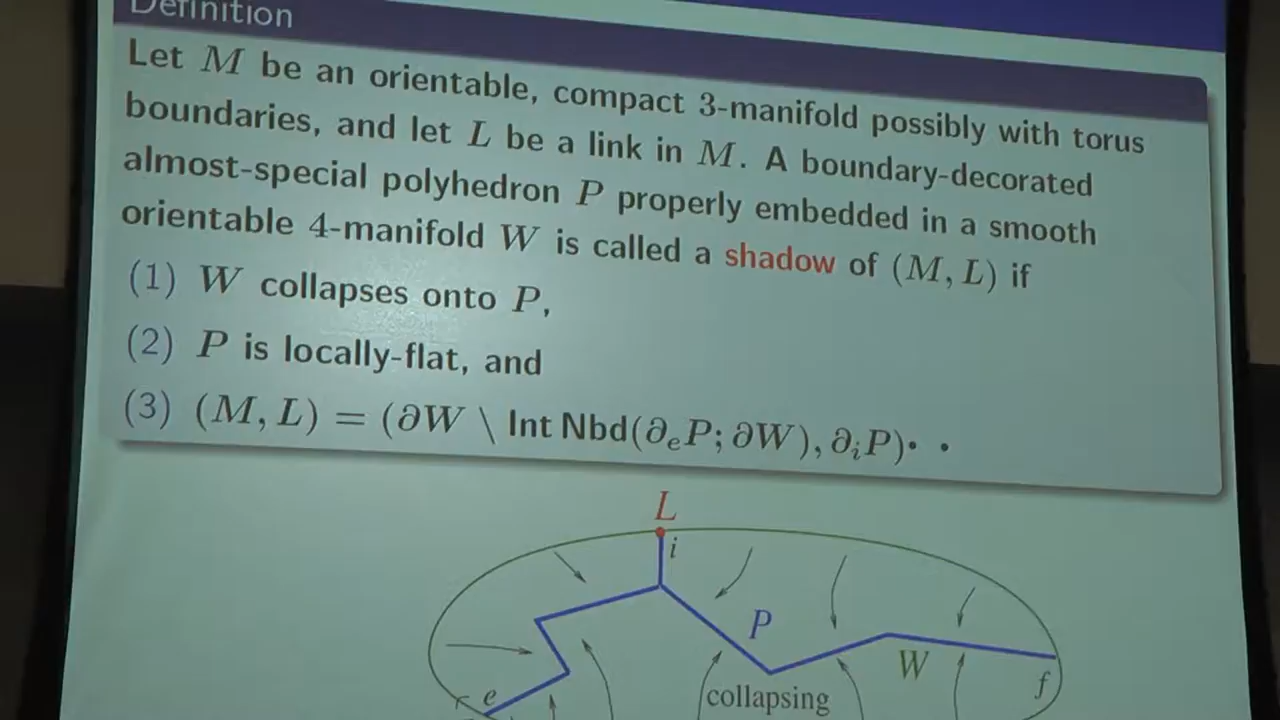 Definition
Let M be an orientable, compact 3-manifold possibly with torus
boundaries, and let L be a link in M. A boundary-decorated
almost-special polyhedron P properly embedded in a smooth
orientable 4-manifold W is called a shadow of (M, L) if
(1) W collapses onto P,
(2) P is locally-flat, and
(3) (M, L) = (∂W \ Int Nbd(∂ₑP; ∂W), ∂ᵢP).
L
i
P
W
e
collapsing
f